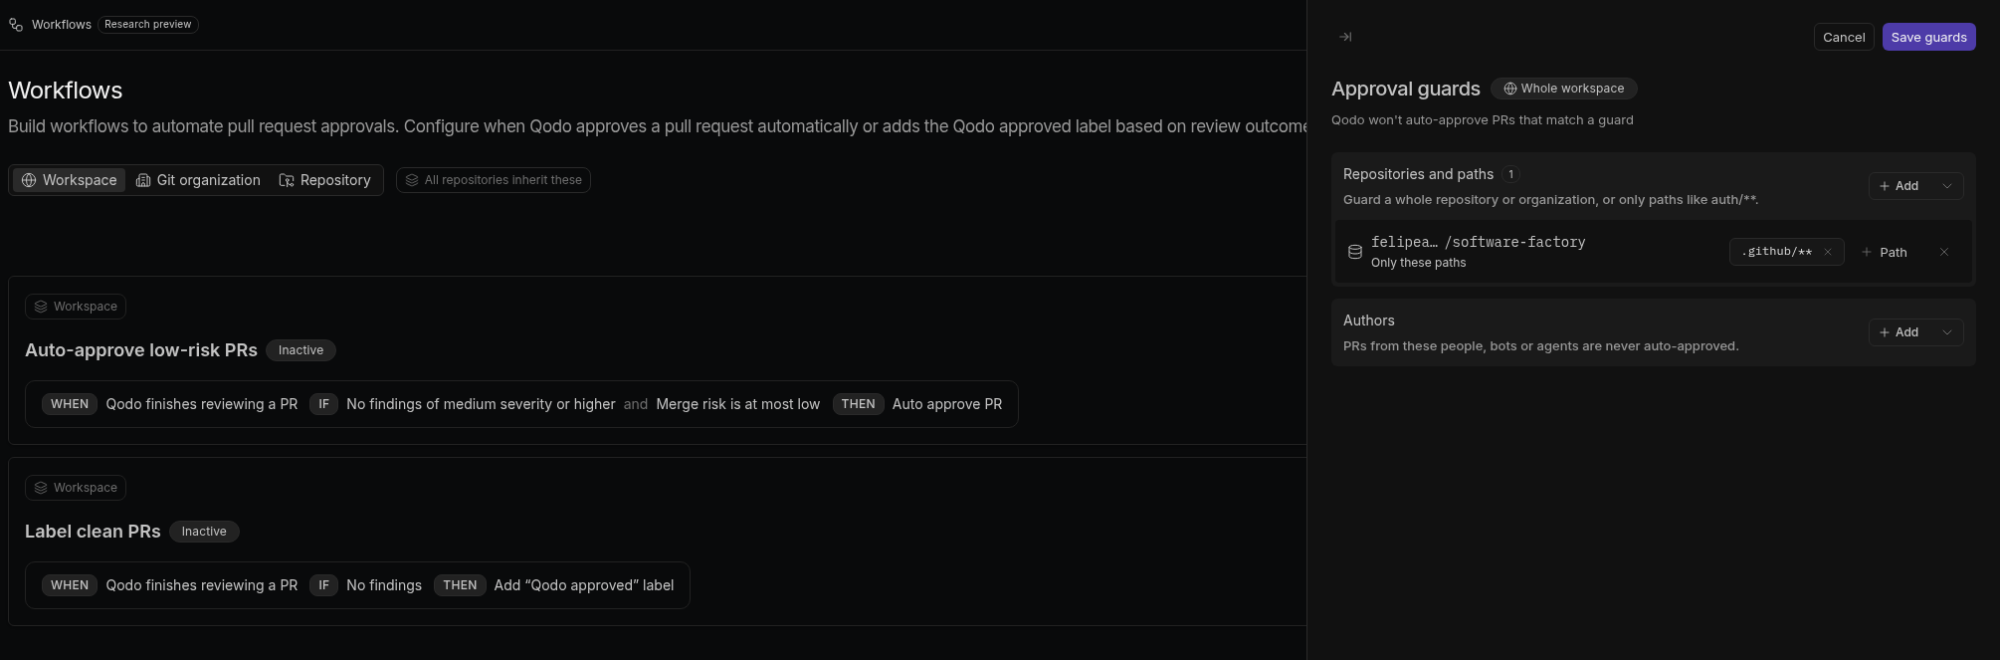 Workflows Research preview
Workflows
Build workflows to automate pull request approvals. Configure when Qodo approves a pull request automatically or adds the Qodo approved label based on review outcome
Workspace Git organization Repository All repositories inherit these
Workspace
Auto-approve low-risk PRs Inactive
WHEN Qodo finishes reviewing a PR IF No findings of medium severity or higher and Merge risk is at most low THEN Auto approve PR
Workspace
Label clean PRs Inactive
WHEN Qodo finishes reviewing a PR IF No findings THEN Add “Qodo approved” label
Cancel Save guards
Approval guards Whole workspace
Qodo won't auto-approve PRs that match a guard
Repositories and paths 1
+ Add
Guard a whole repository or organization, or only paths like auth/**.
felipea… /software-factory
Only these paths
.github/** × + Path ×
Authors
+ Add
PRs from these people, bots or agents are never auto-approved.